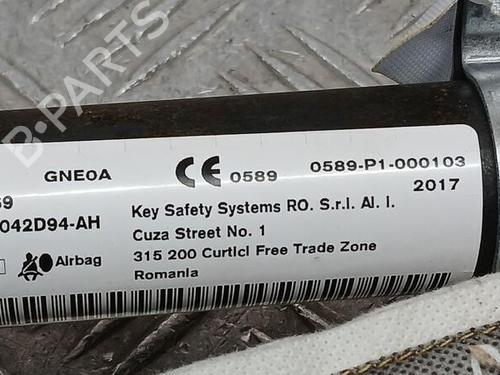 GNE0A
CE 0589
0589-P1-000103
2017
042D94-AH
Key Safety Systems RO. S.r.l. Al. I.
Cuza Street No. 1
315 200 Curtici Free Trade Zone
Romania
Airbag
B-PARTS